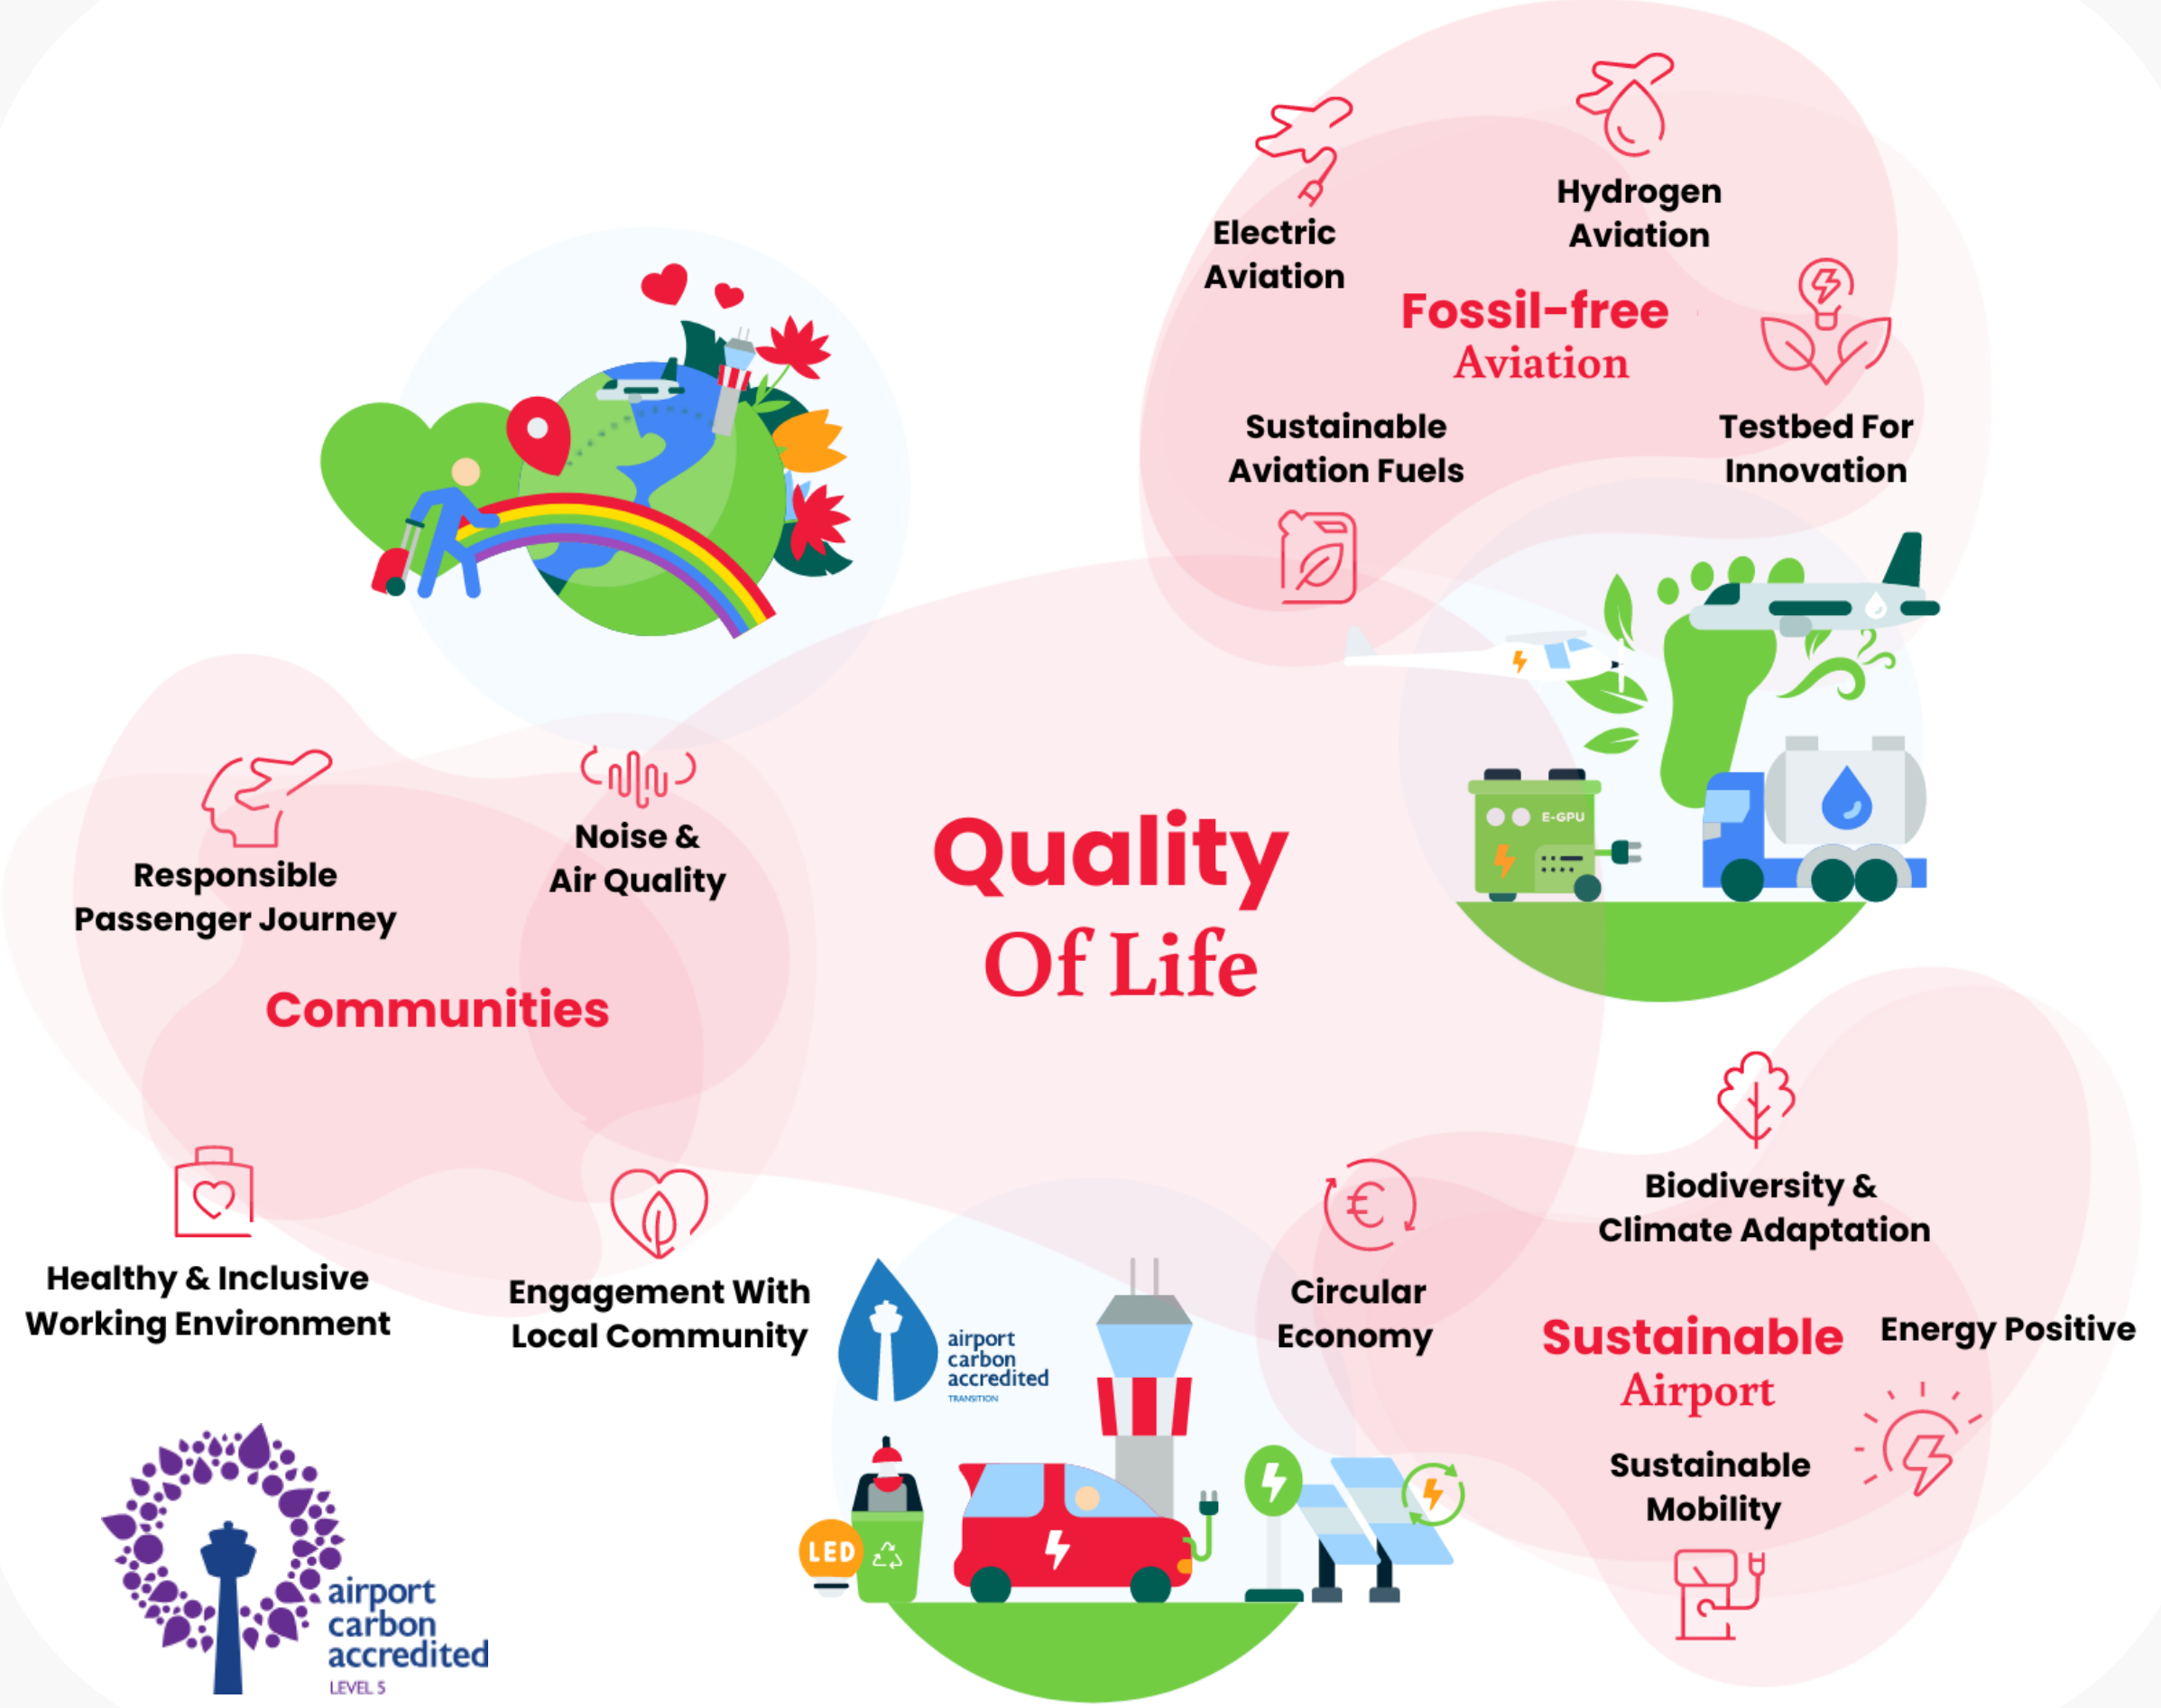 Electric
Aviation
Hydrogen
Aviation
Fossil-free
Aviation
Sustainable
Aviation Fuels
Testbed For
Innovation
E-GPU
Quality
Of Life
Responsible
Passenger Journey
Noise &
Air Quality
Communities
Healthy & Inclusive
Working Environment
Engagement With
Local Community
Biodiversity &
Climate Adaptation
Circular
Economy
Sustainable
Airport
Energy Positive
Sustainable
Mobility
airport
carbon
accredited
TRANSITION
LED
airport
carbon
accredited
LEVEL 5